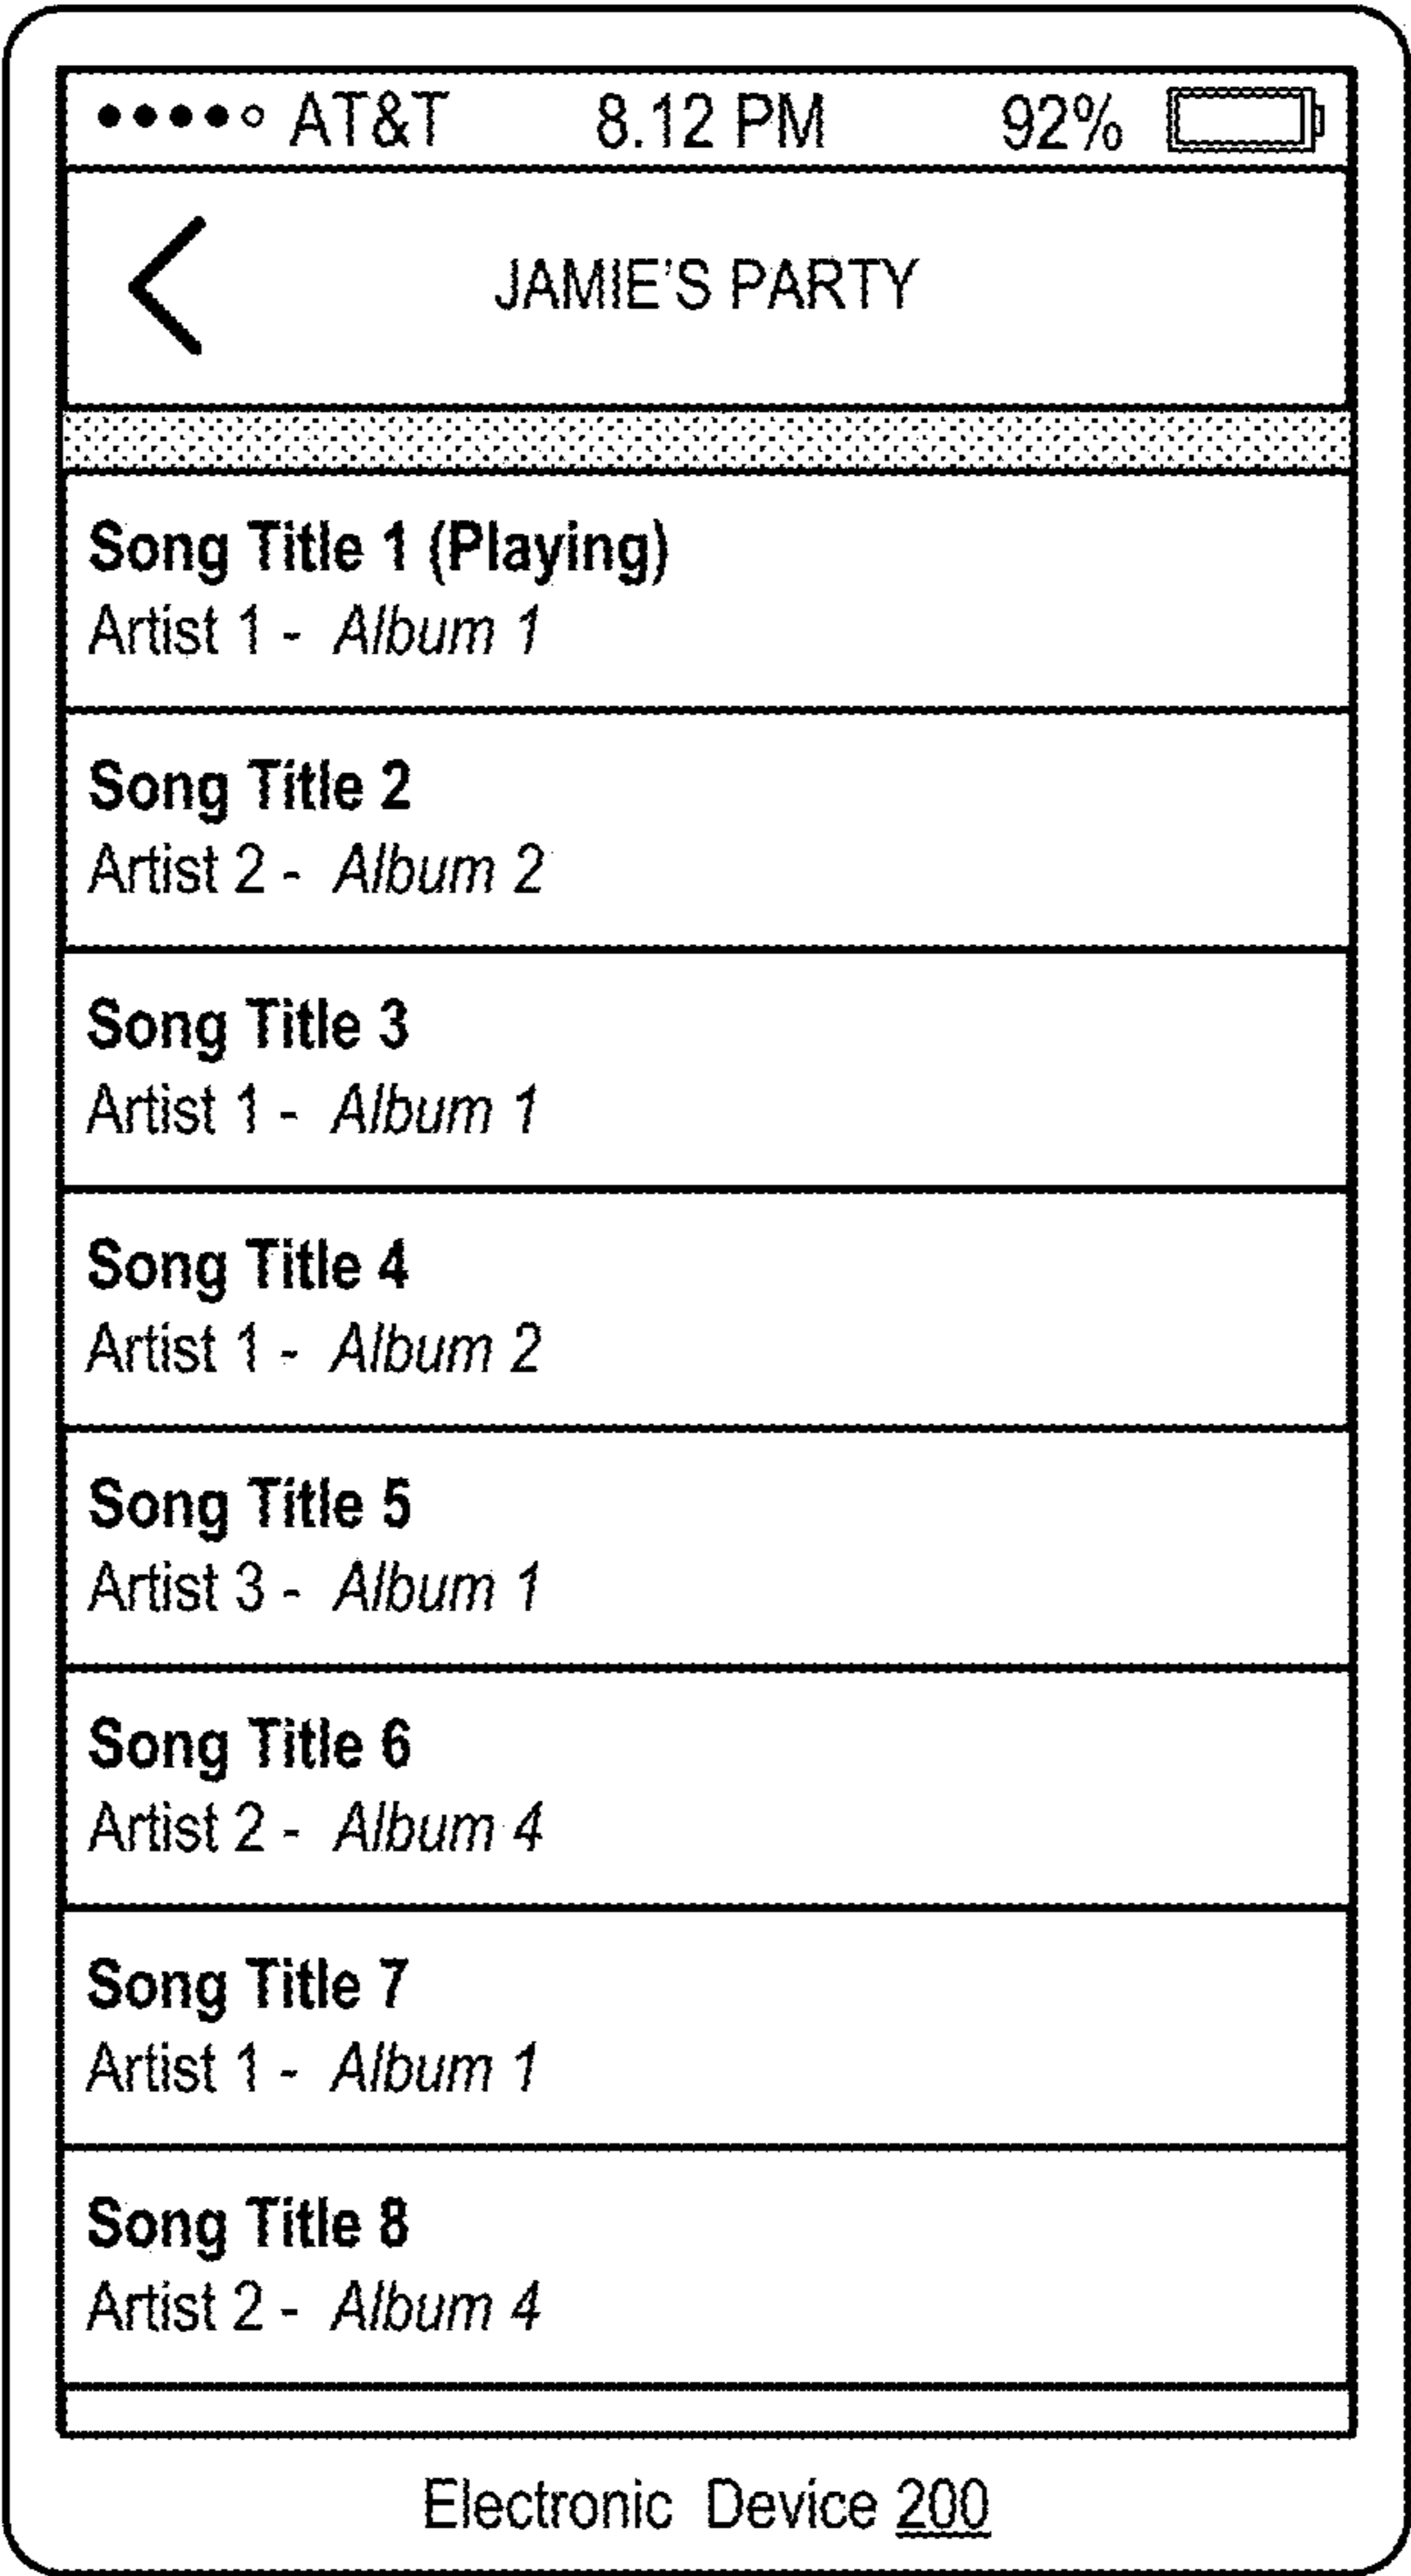 AT&T 8.12 PM 92%
JAMIE'S PARTY
Song Title 1 (Playing)
Artist 1 - Album 1
Song Title 2
Artist 2 - Album 2
Song Title 3
Artist 1 - Album 1
Song Title 4
Artist 1 - Album 2
Song Title 5
Artist 3 - Album 1
Song Title 6
Artist 2 - Album 4
Song Title 7
Artist 1 - Album 1
Song Title 8
Artist 2 - Album 4
Electronic Device 200